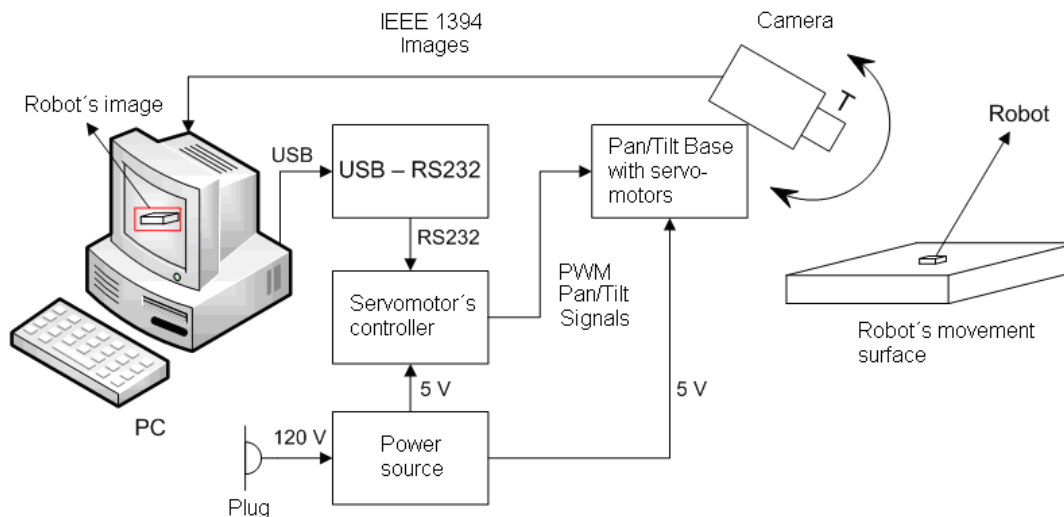 IEEE 1394
Images
Camera
Robot´s image
Robot
USB
USB – RS232
Pan/Tilt Base
with servo-
motors
RS232
Servomotor´s
controller
PWM
Pan/Tilt
Signals
Robot´s movement
surface
5 V
5 V
PC
120 V
Power
source
Plug